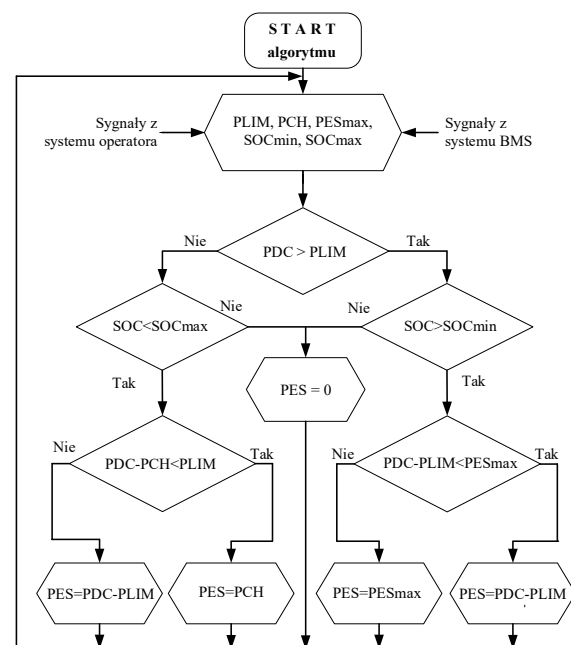 S T A R T
algorytmu
Sygnały z
systemu operatora
PLIM, PCH, PESmax,
SOCmin, SOCmax
Sygnały z
systemu BMS
Nie
PDC > PLIM
Tak
SOC<SOCmax
Nie
Nie
SOC>SOCmin
Tak
PES = 0
Tak
Nie
PDC-PCH<PLIM
Tak
Nie
PDC-PLIM<PESmax
Tak
PES=PDC-PLIM
PES=PCH
PES=PESmax
PES=PDC-PLIM